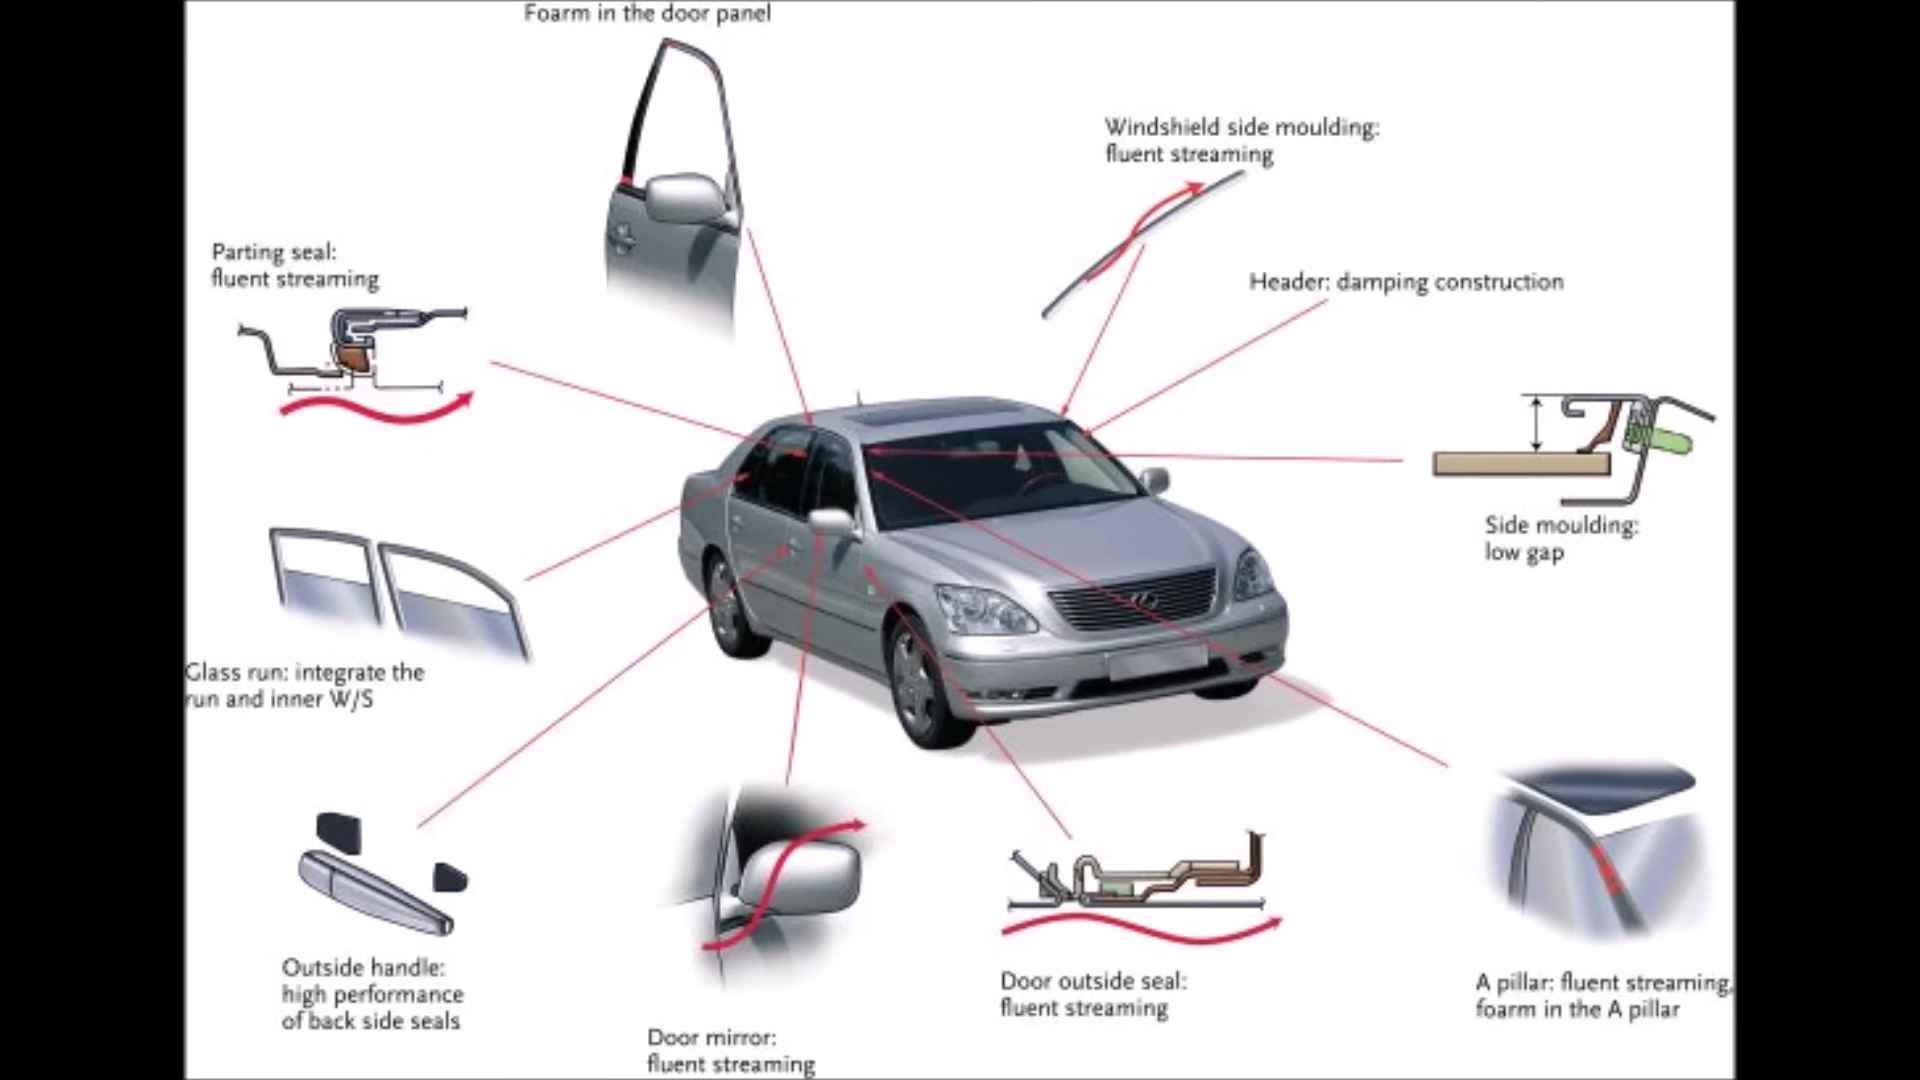 Foarm in the door panel
Windshield side moulding:
fluent streaming
Parting seal:
fluent streaming
Header: damping construction
Side moulding:
low gap
Glass run: integrate the
run and inner W/S
Outside handle:
high performance
of back side seals
Door mirror:
fluent streaming
Door outside seal:
fluent streaming
A pillar: fluent streaming,
foarm in the A pillar